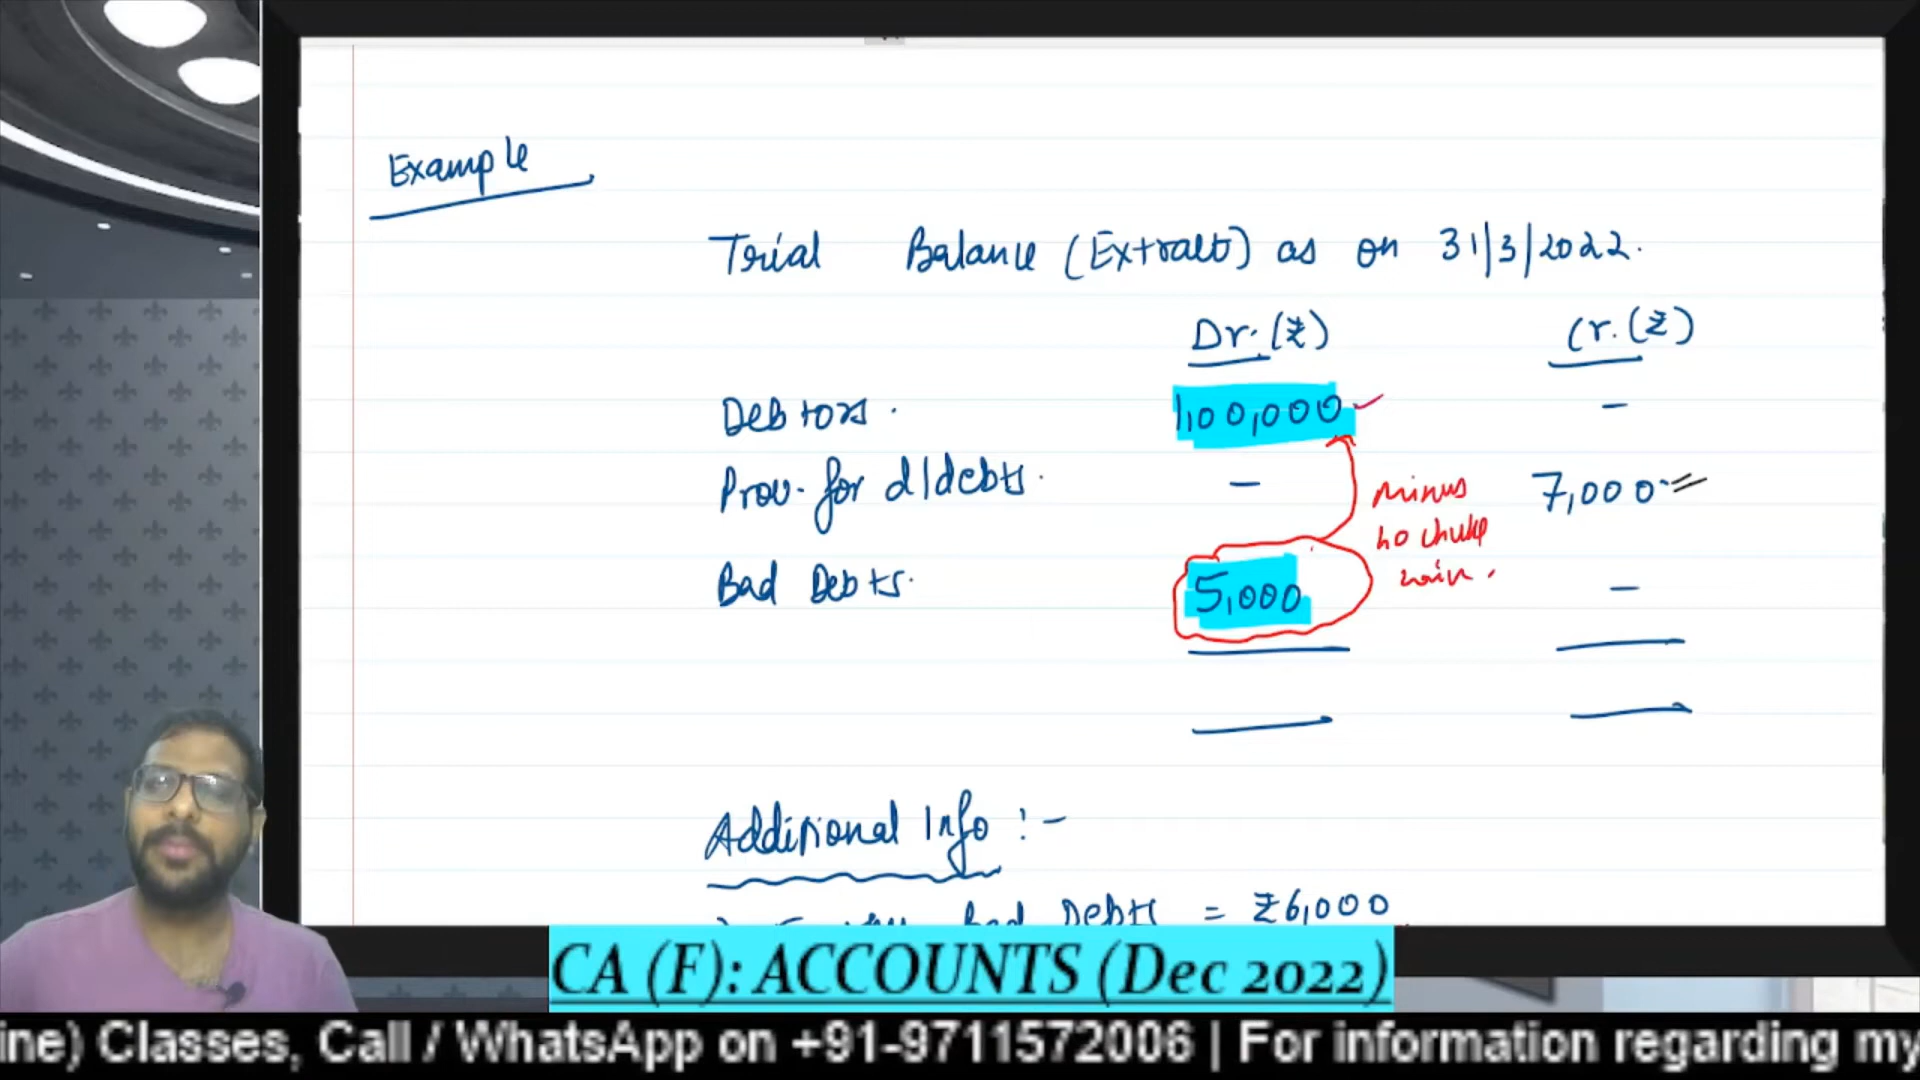 Example
Trial Balance (Extract) as on 31/3/2022.
Dr. (₹) Cr. (₹)
Debtors. 1,00,000 -
Prov. for d/debts. - 7,000
minus
ho chuke
hain.
Bad Debts. 5,000 -
Additional Info :-
Bad Debts = ₹6,000
CA (F): ACCOUNTS (Dec 2022)
ine) Classes, Call / WhatsApp on +91-9711572006 | For information regarding my